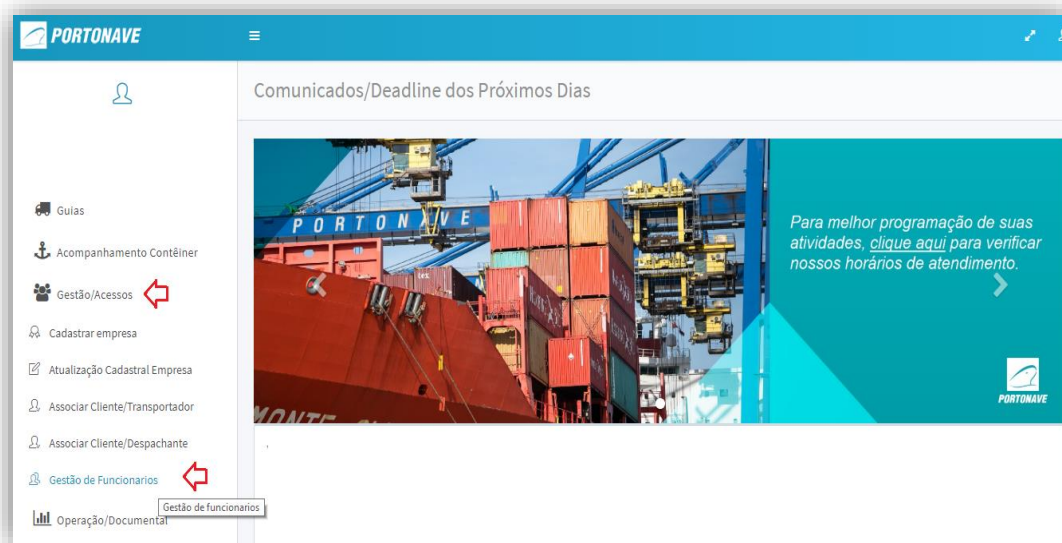 PORTONAVE
Comunicados/Deadline dos Próximos Dias
Guias
Acompanhamento Contêiner
Gestão/Acessos
Cadastrar empresa
Atualização Cadastral Empresa
Associar Cliente/Transportador
Associar Cliente/Despachante
Gestão de Funcionarios
Gestão de funcionarios
Operação/Documental
PORTONAVE
Para melhor programação de suas
atividades, clique aqui para verificar
nossos horários de atendimento.
PORTONAVE